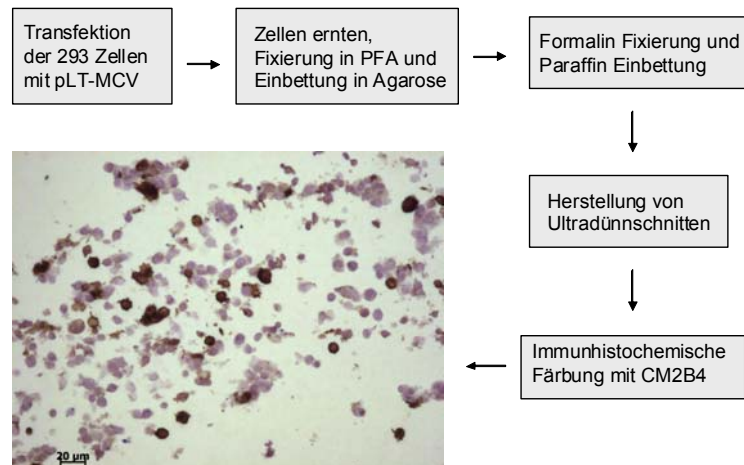 Transfektion
der 293 Zellen
mit pLT-MCV
Zellen ernten,
Fixierung in PFA und
Einbettung in Agarose
Formalin Fixierung und
Paraffin Einbettung
Herstellung von
Ultradünnschnitten
Immunhistochemische
Färbung mit CM2B4
20 µm